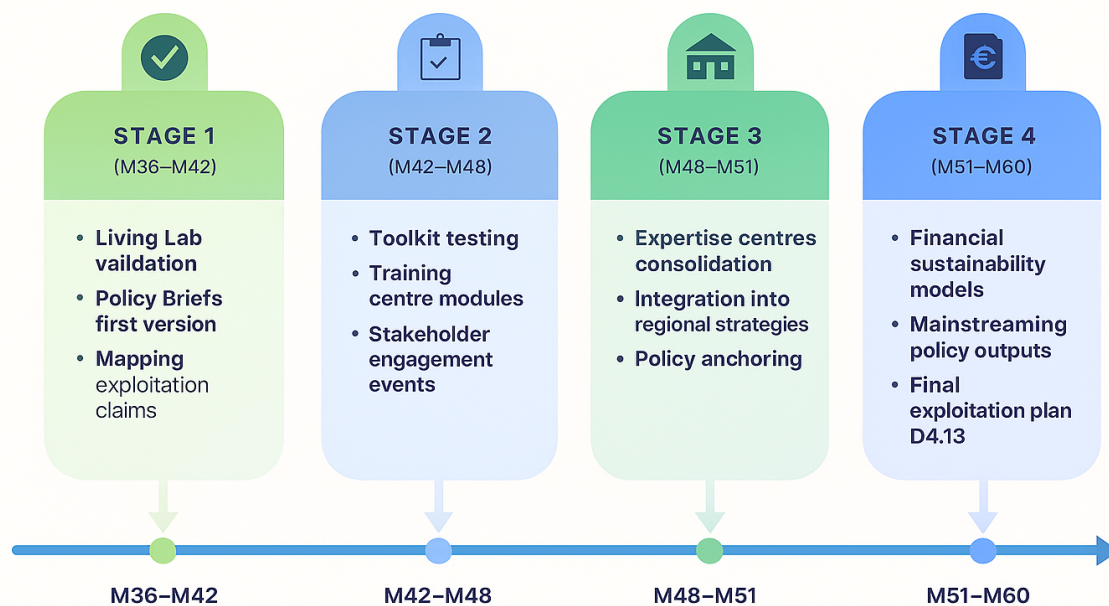 STAGE 1
(M36–M42)
• Living Lab
vaildation
• Policy Briefs
first version
• Mapping
exploitation
claims
STAGE 2
(M42–M48)
• Toolkit testing
• Training
centre modules
• Stakeholder
engagement
events
STAGE 3
(M48–M51)
• Expertise centres
consolidation
• Integration into
regional strategies
• Policy anchoring
€
STAGE 4
(M51–M60)
• Financial
sustainability
models
• Mainstreaming
policy outputs
• Final
exploitation plan
D4.13
M36–M42
M42–M48
M48–M51
M51–M60